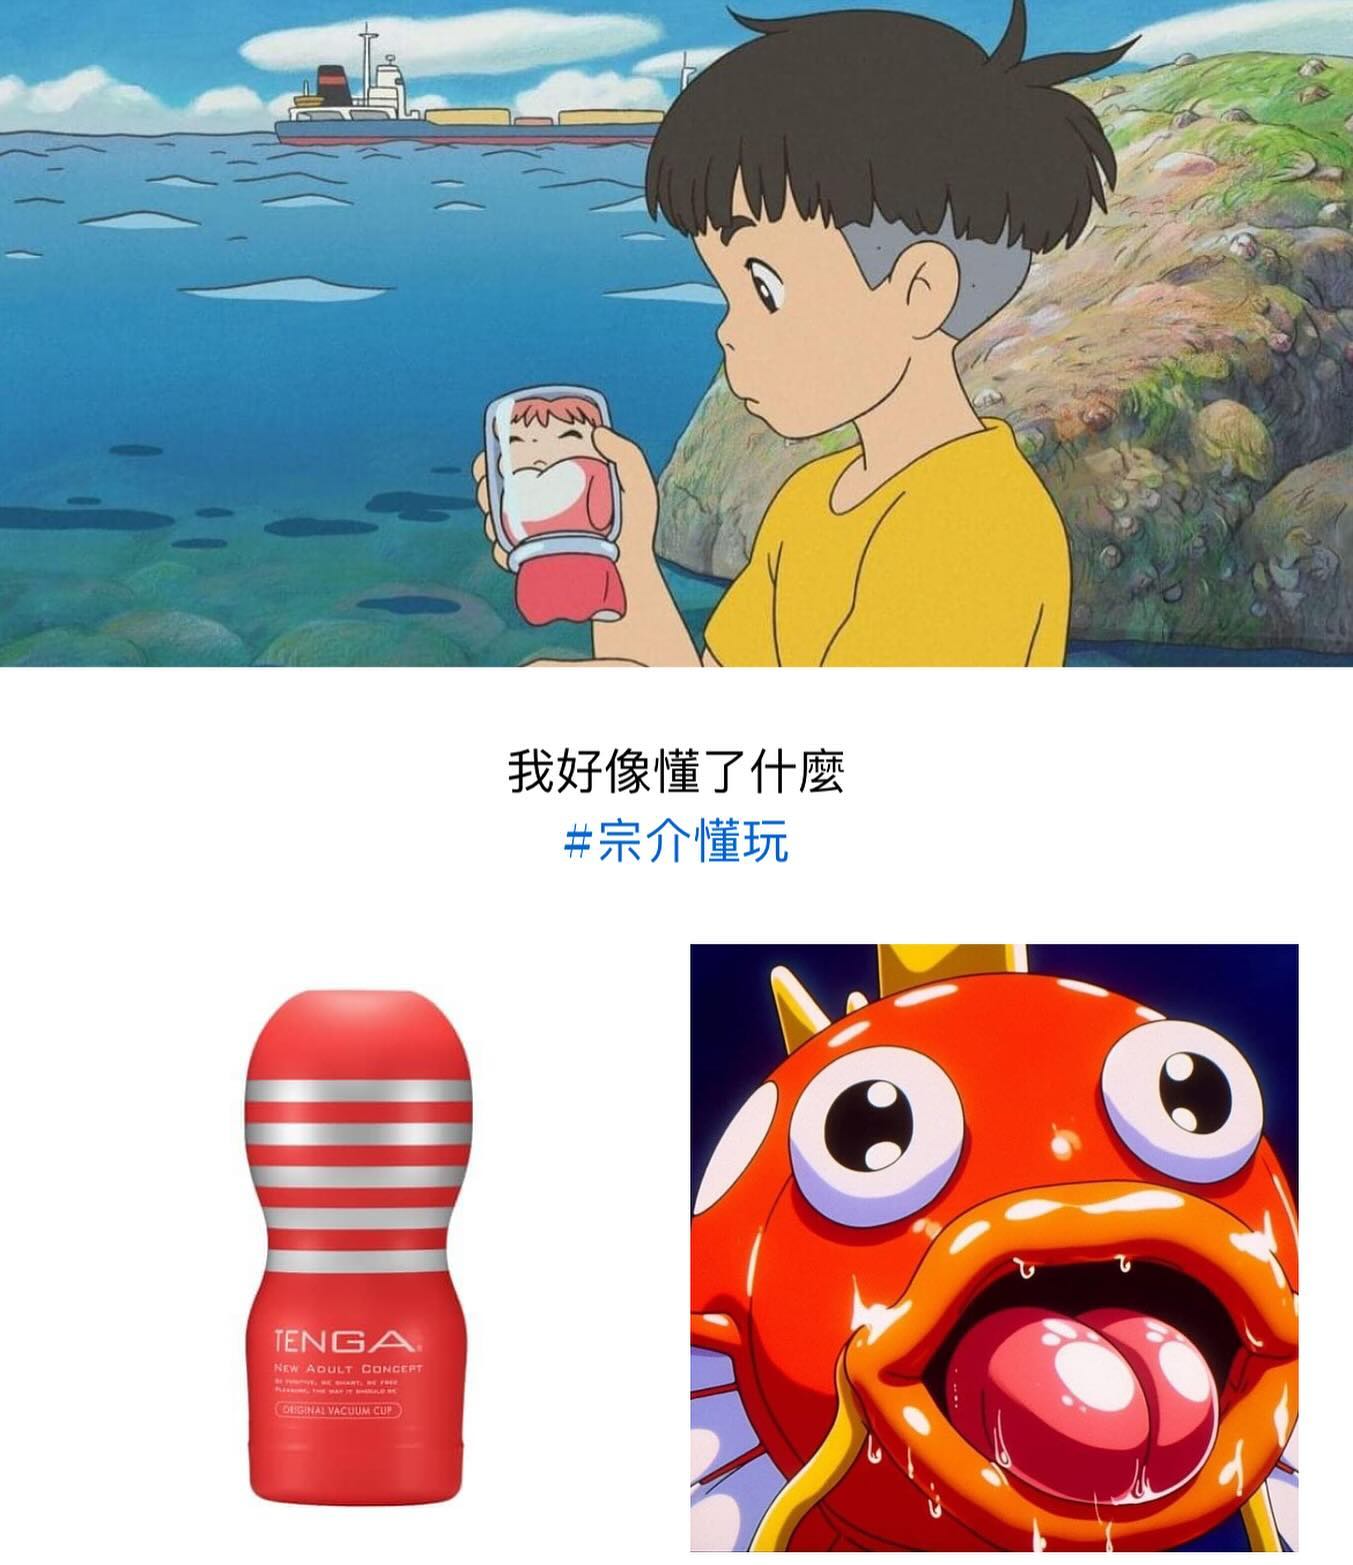 我好像懂了什麼
#宗介懂玩
TENGA®
NEW ADULT CONCEPT
BE POSITIVE, BE SMART, BE FREE
PLEASURE, THE WAY IT SHOULD BE
ORIGINAL VACUUM CUP